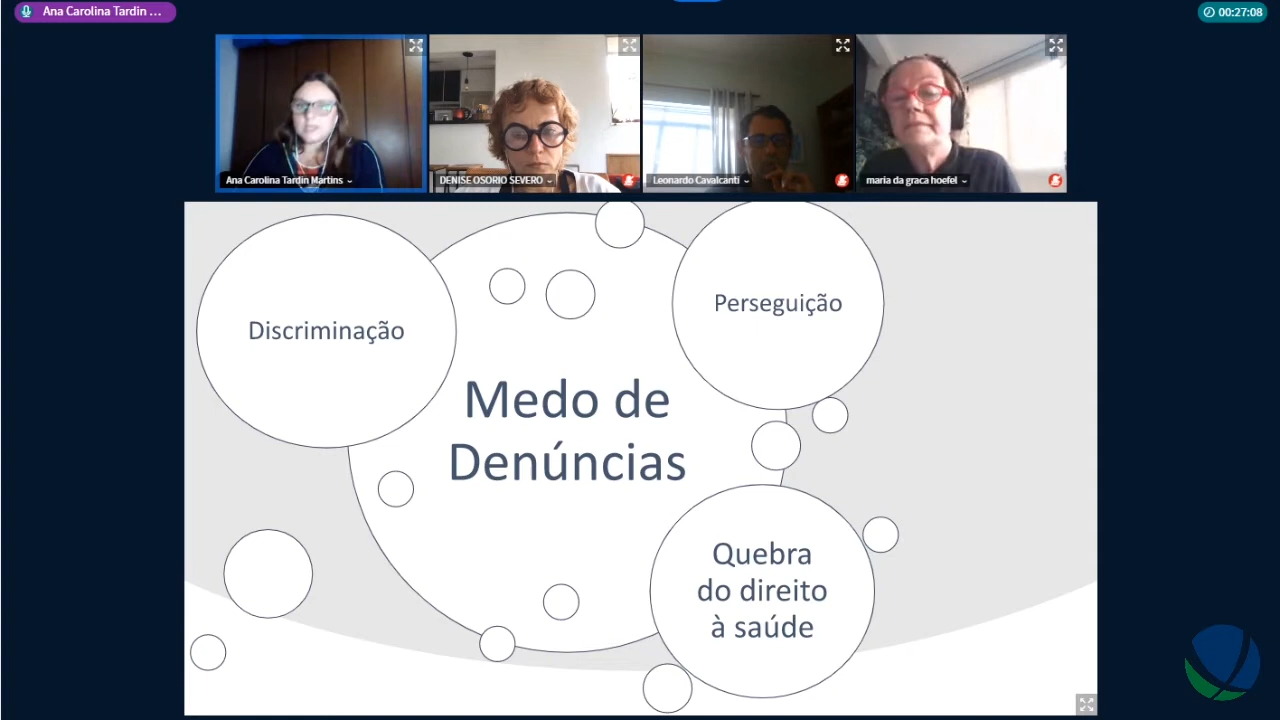 Ana Carolina Tardin ...
00:27:08
Ana Carolina Tardin Martins
DENISE OSORIO SEVERO
Leonardo Cavalcanti
maria da graca hoefel
Discriminação
Perseguição
Medo de
Denúncias
Quebra
do direito
à saúde